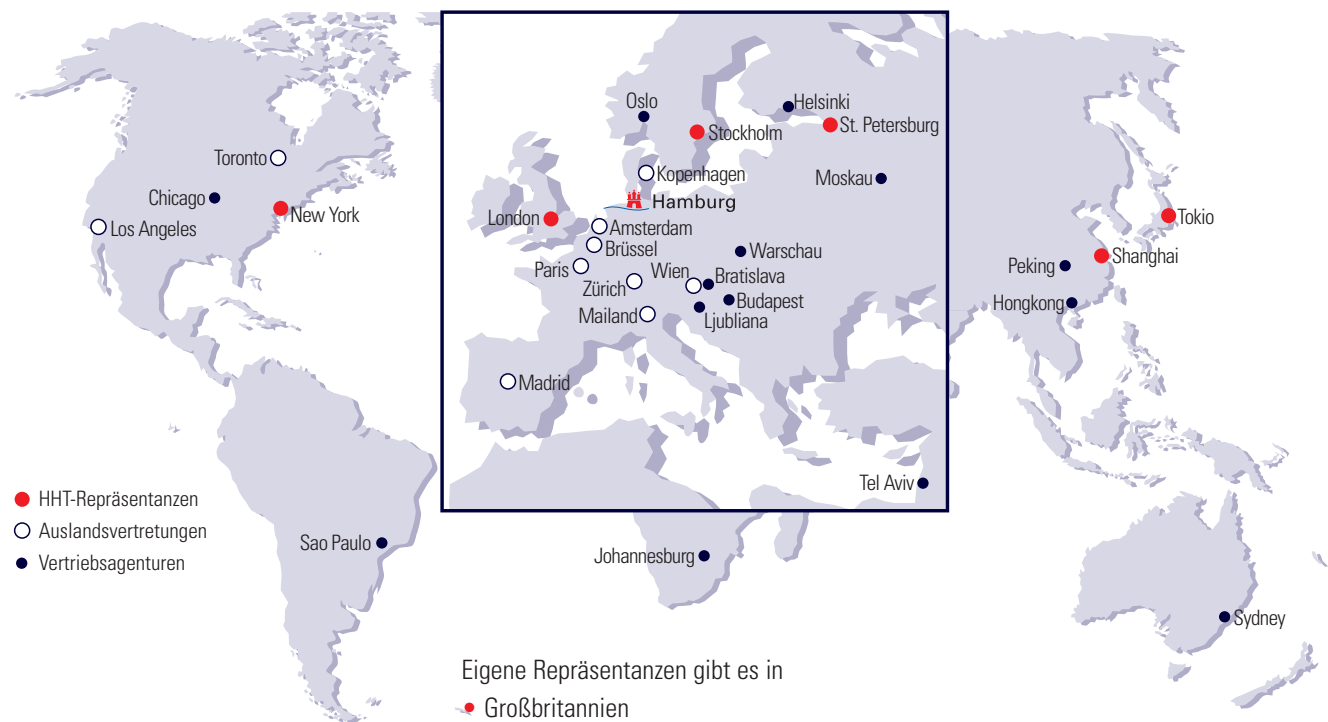 Oslo
Helsinki
Stockholm
St. Petersburg
Toronto
Kopenhagen
Moskau
Chicago
Hamburg
New York
London
Tokio
Los Angeles
Amsterdam
Brüssel
Warschau
Shanghai
Paris
Wien
Bratislava
Peking
Zürich
Budapest
Hongkong
Mailand
Ljubliana
Madrid
Tel Aviv
HHT-Repräsentanzen
Auslandsvertretungen
Vertriebsagenturen
Sao Paulo
Johannesburg
Sydney
Eigene Repräsentanzen gibt es in
Großbritannien